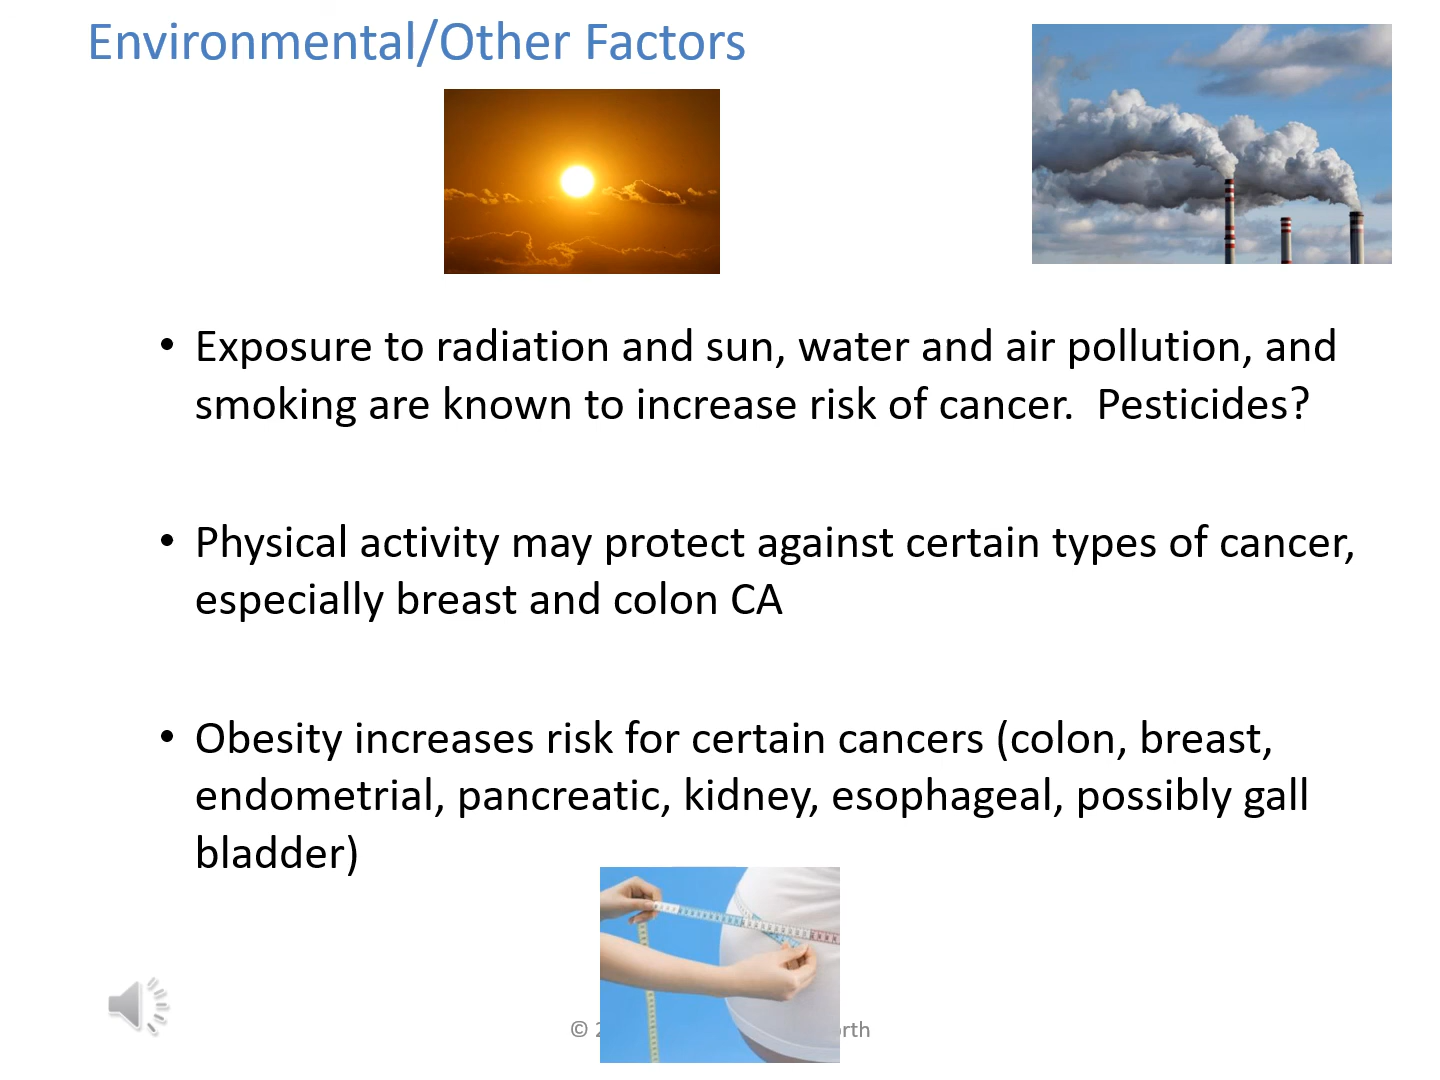 Environmental/Other Factors
• Exposure to radiation and sun, water and air pollution, and
smoking are known to increase risk of cancer.  Pesticides?
• Physical activity may protect against certain types of cancer,
especially breast and colon CA
• Obesity increases risk for certain cancers (colon, breast,
endometrial, pancreatic, kidney, esophageal, possibly gall
bladder)
©